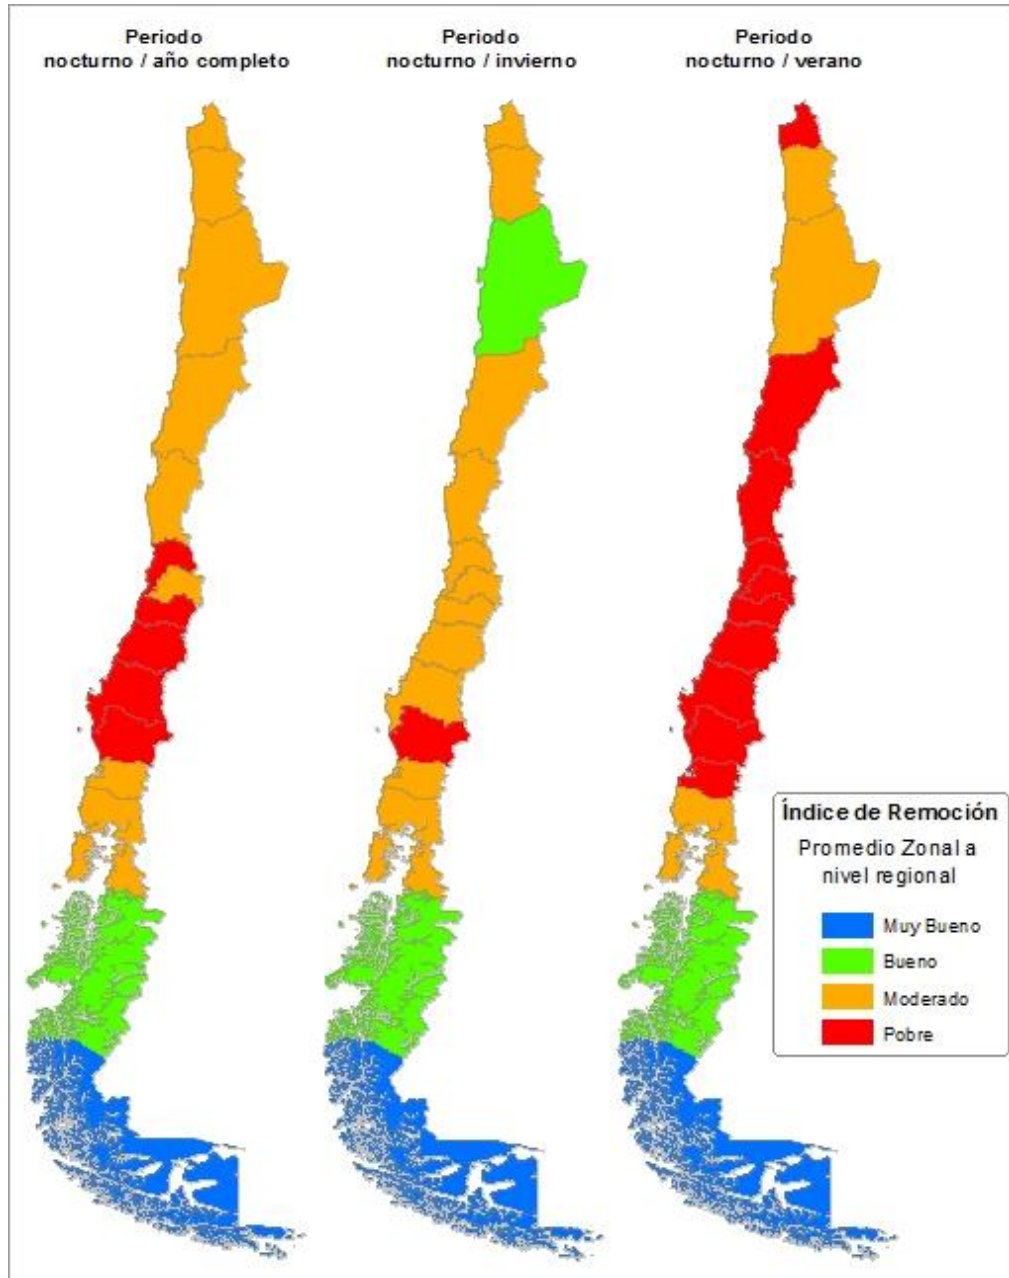 Periodo
nocturno / año completo
Periodo
nocturno / invierno
Periodo
nocturno / verano
Índice de Remoción
Promedio Zonal a
nivel regional
Muy Bueno
Bueno
Moderado
Pobre